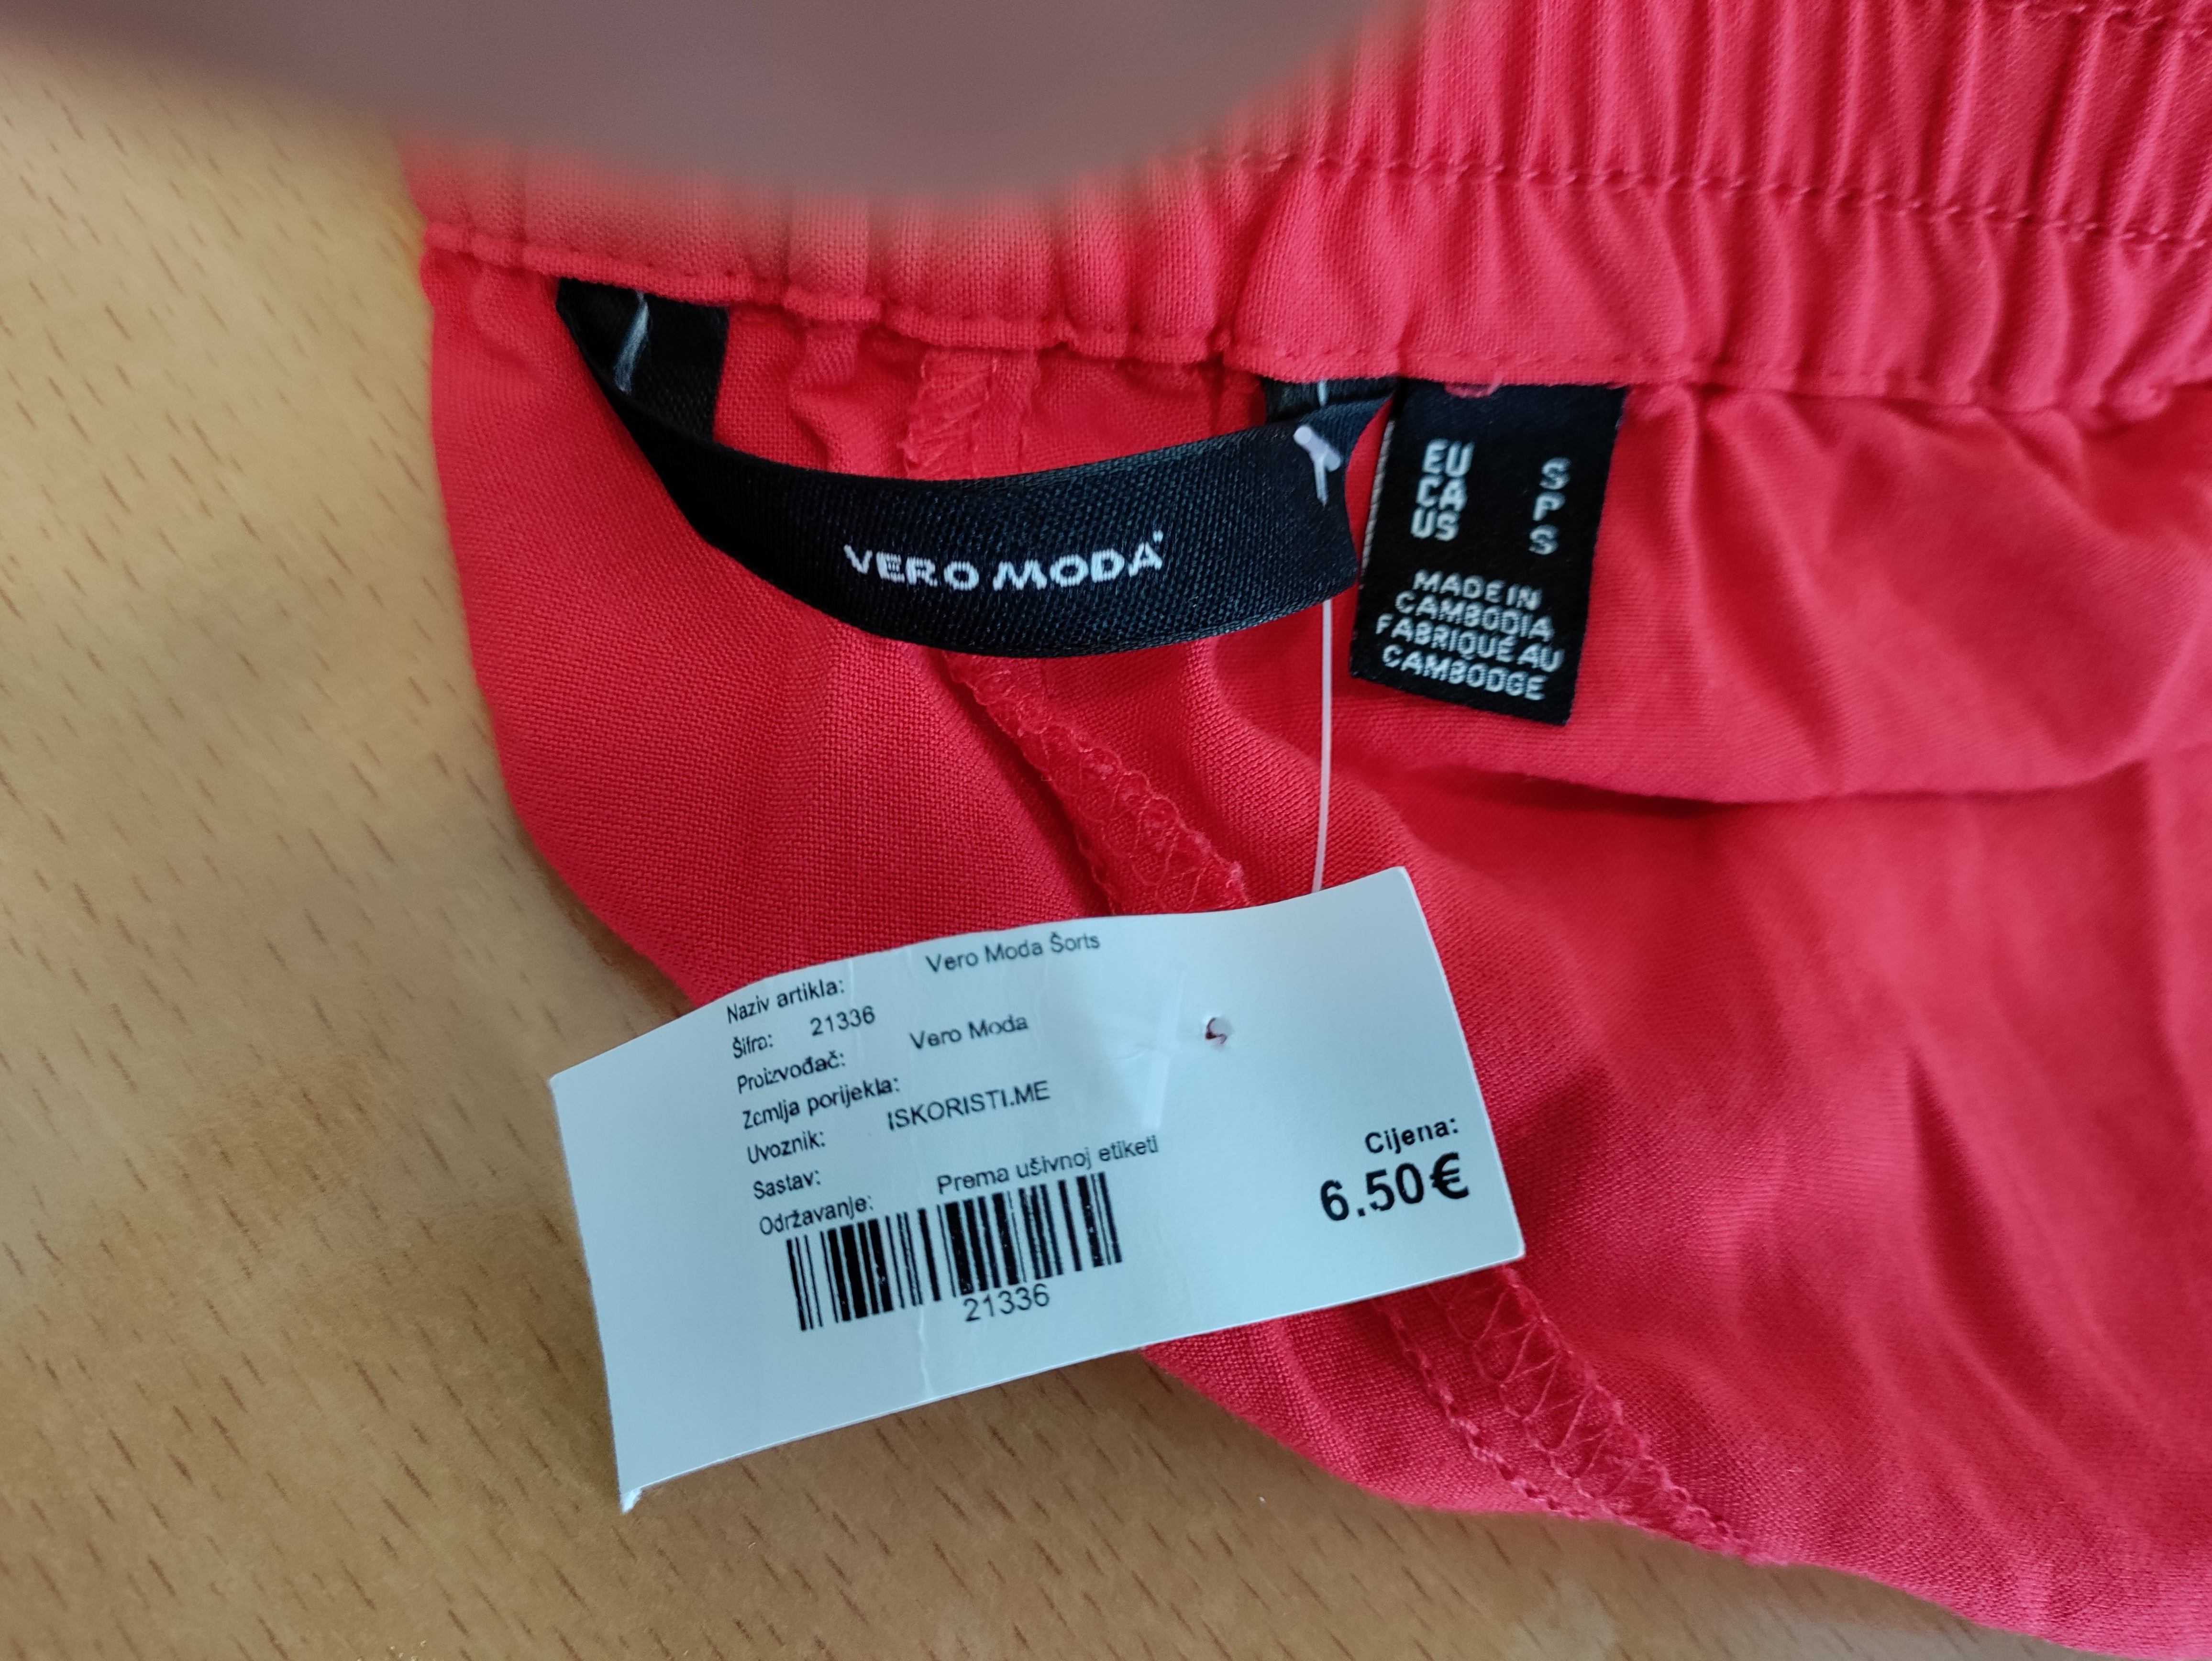 VERO MODA
EU S
CA P
US S
MADE IN
CAMBODIA
FABRIQUÉ AU
CAMBODGE
Naziv artikla: Vero Moda Šorts
Šifra: 21336
Proizvođač: Vero Moda
Zemlja porijekla:
Uvoznik: ISKORISTI.ME
Sastav:
Održavanje: Prema ušivnoj etiketi
21336
Cijena:
6.50€